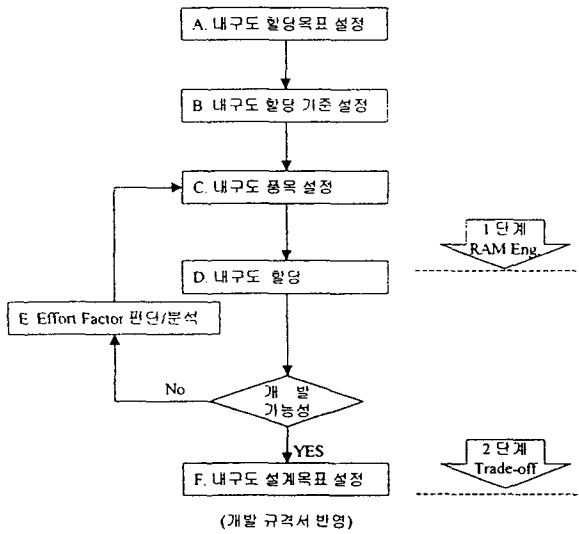 A. 내구도 할당목표 설정
B. 내구도 할당 기준 설정
C. 내구도 품목 설정
1 단계
RAM Eng.
D. 내구도 할당
E. Effort Factor 판단/분석
No
개 발
가능성
YES
2 단계
Trade-off
F. 내구도 설계목표 설정
(개발 규격서 반영)